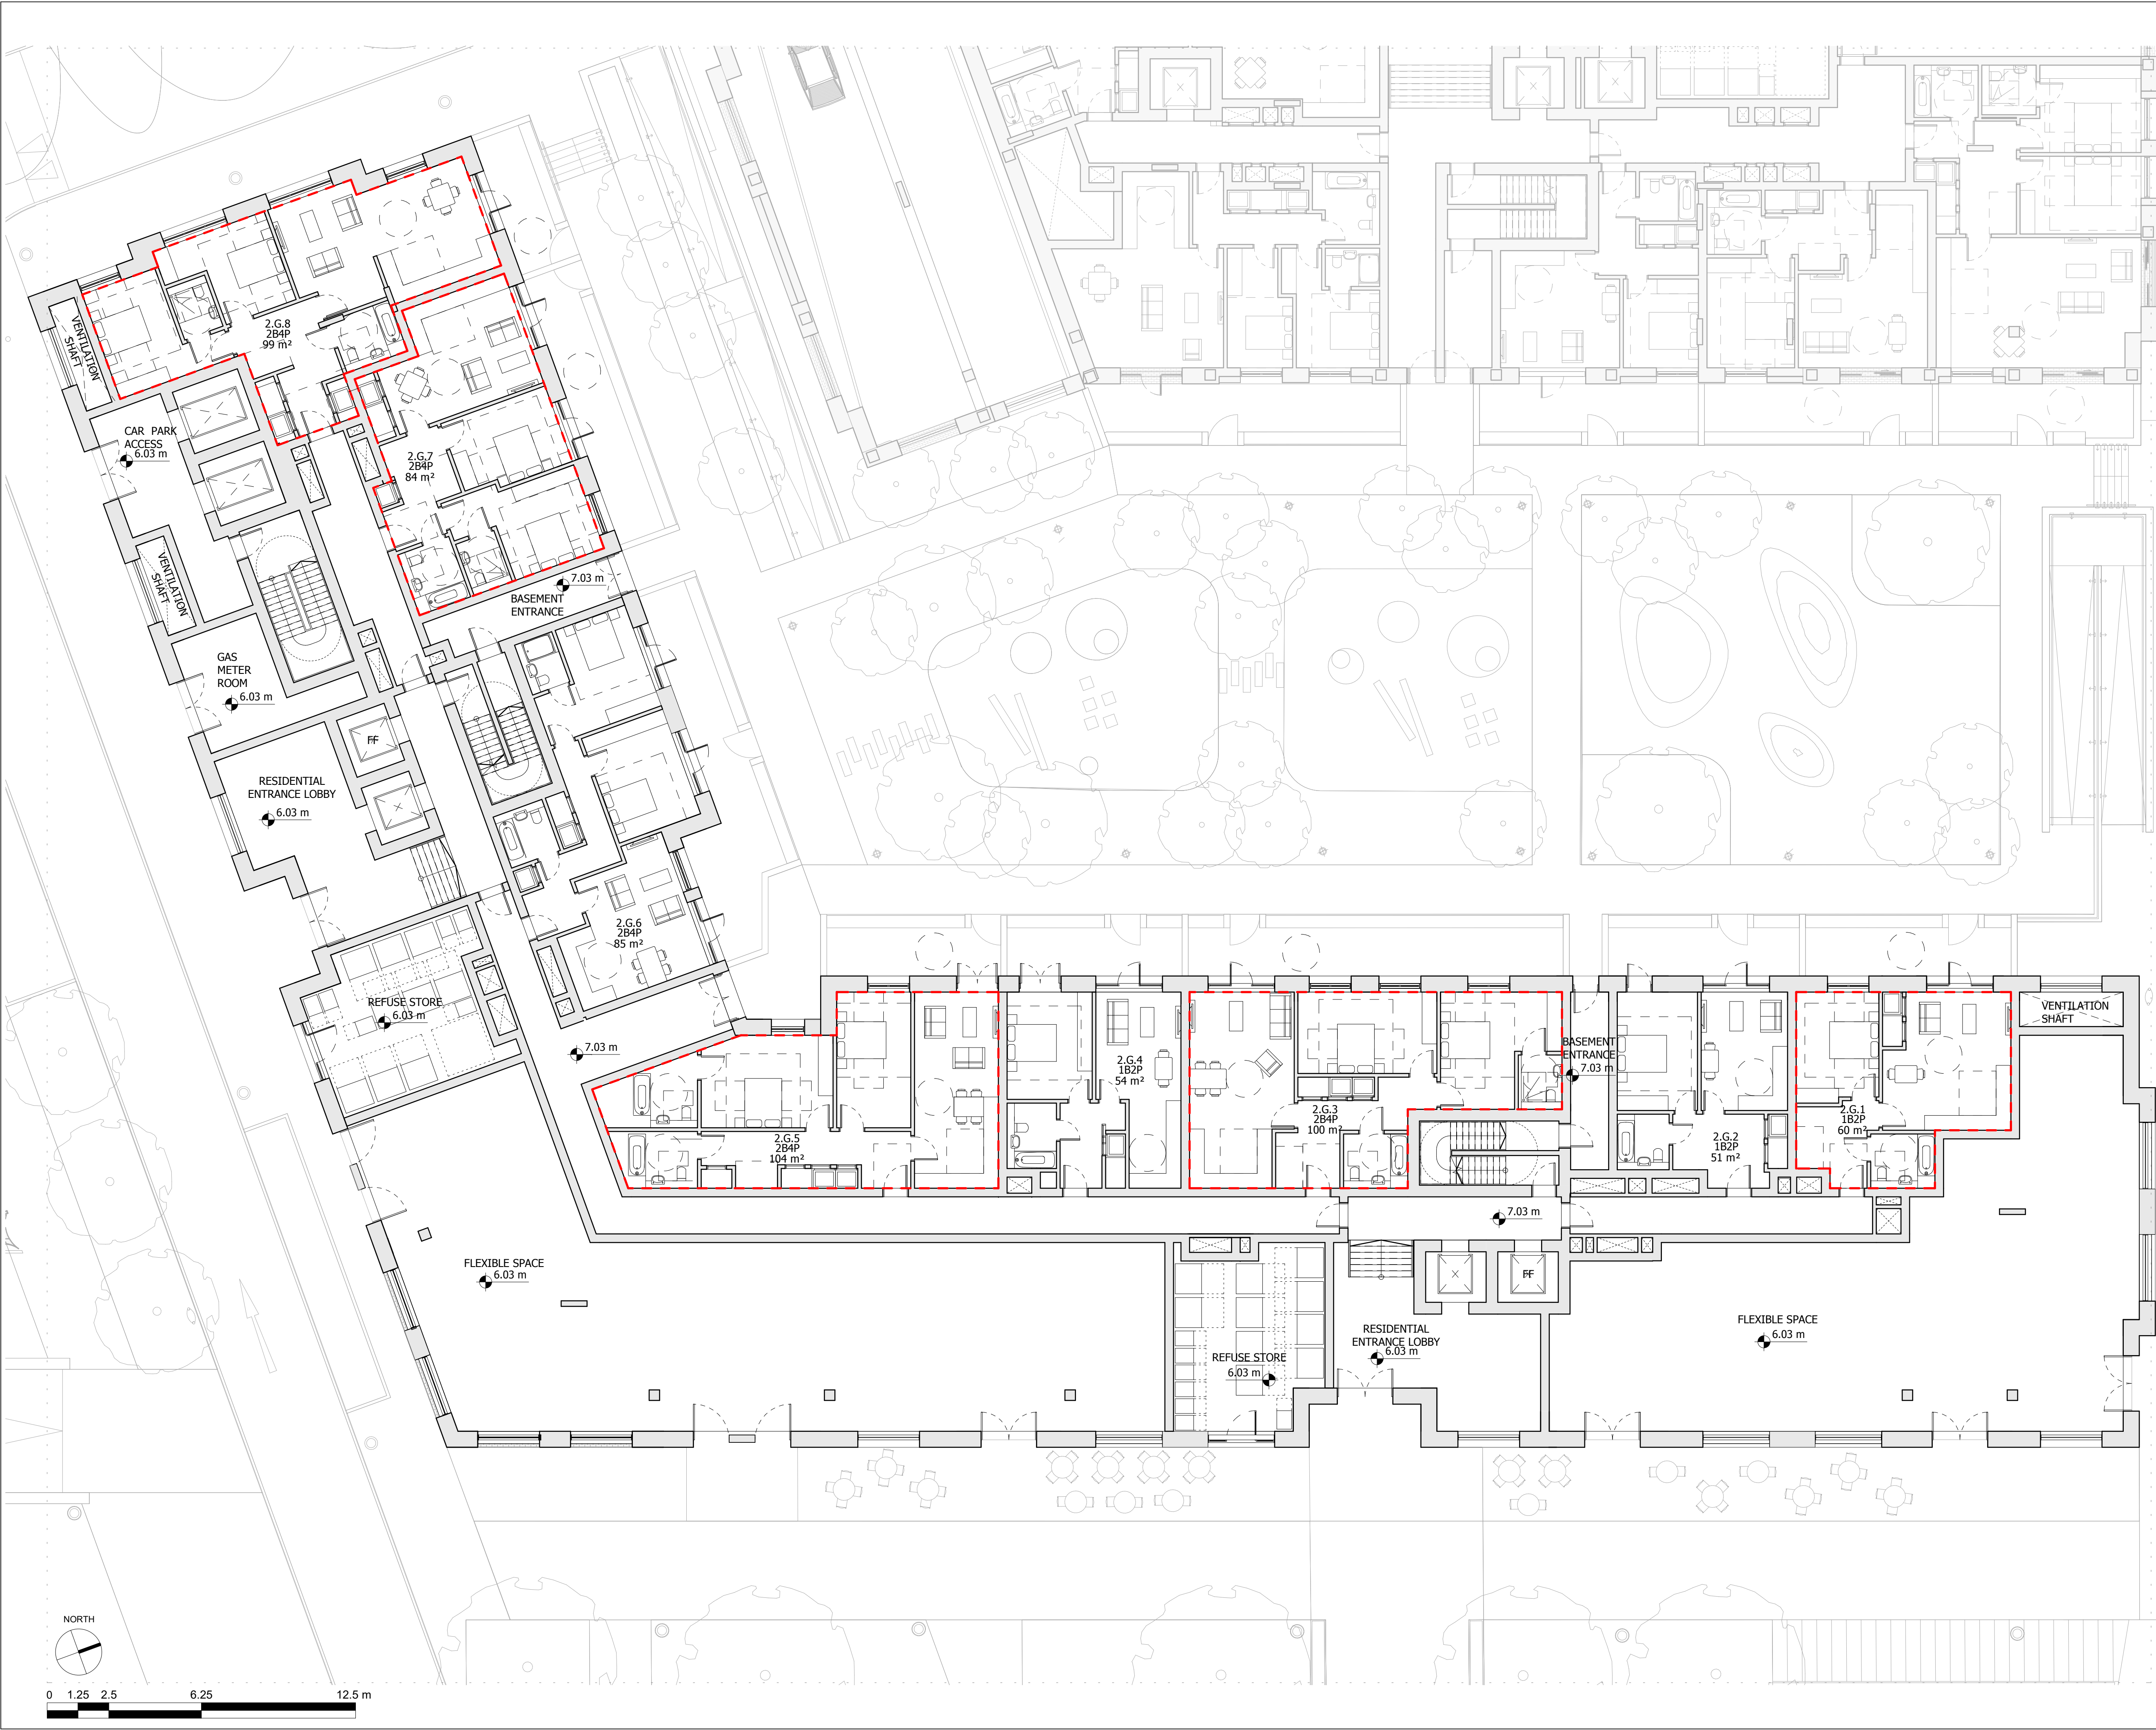 VENTILATION
SHAFT
2.G.8
2B4P
99 m²
CAR PARK
ACCESS
6.03 m
2.G.7
2B4P
84 m²
VENTILATION
SHAFT
7.03 m
BASEMENT
ENTRANCE
GAS
METER
ROOM
6.03 m
FF
RESIDENTIAL
ENTRANCE LOBBY
6.03 m
2.G.6
2B4P
85 m²
REFUSE STORE
6.03 m
7.03 m
2.G.5
2B4P
104 m²
2.G.4
1B2P
54 m²
2.G.3
2B4P
100 m²
BASEMENT
ENTRANCE
7.03 m
2.G.2
1B2P
51 m²
2.G.1
1B2P
60 m²
VENTILATION
SHAFT
7.03 m
FLEXIBLE SPACE
6.03 m
FF
REFUSE STORE
6.03 m
RESIDENTIAL
ENTRANCE LOBBY
6.03 m
FLEXIBLE SPACE
6.03 m
NORTH
0 1.25 2.5 6.25 12.5 m